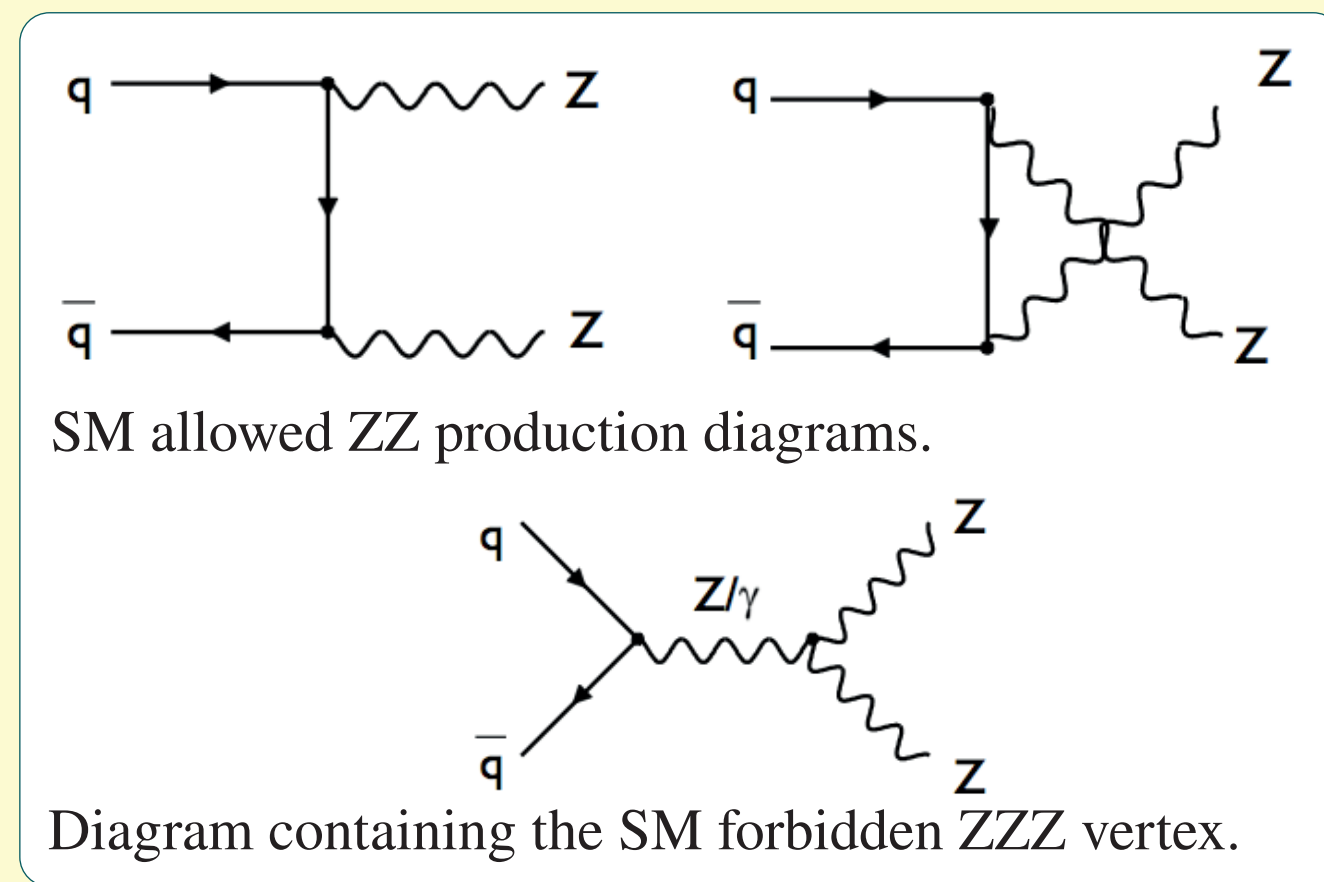 q Z q Z
q̅ Z q̅ Z
SM allowed ZZ production diagrams.
q Z/γ Z
q̅ Z
Diagram containing the SM forbidden ZZZ vertex.